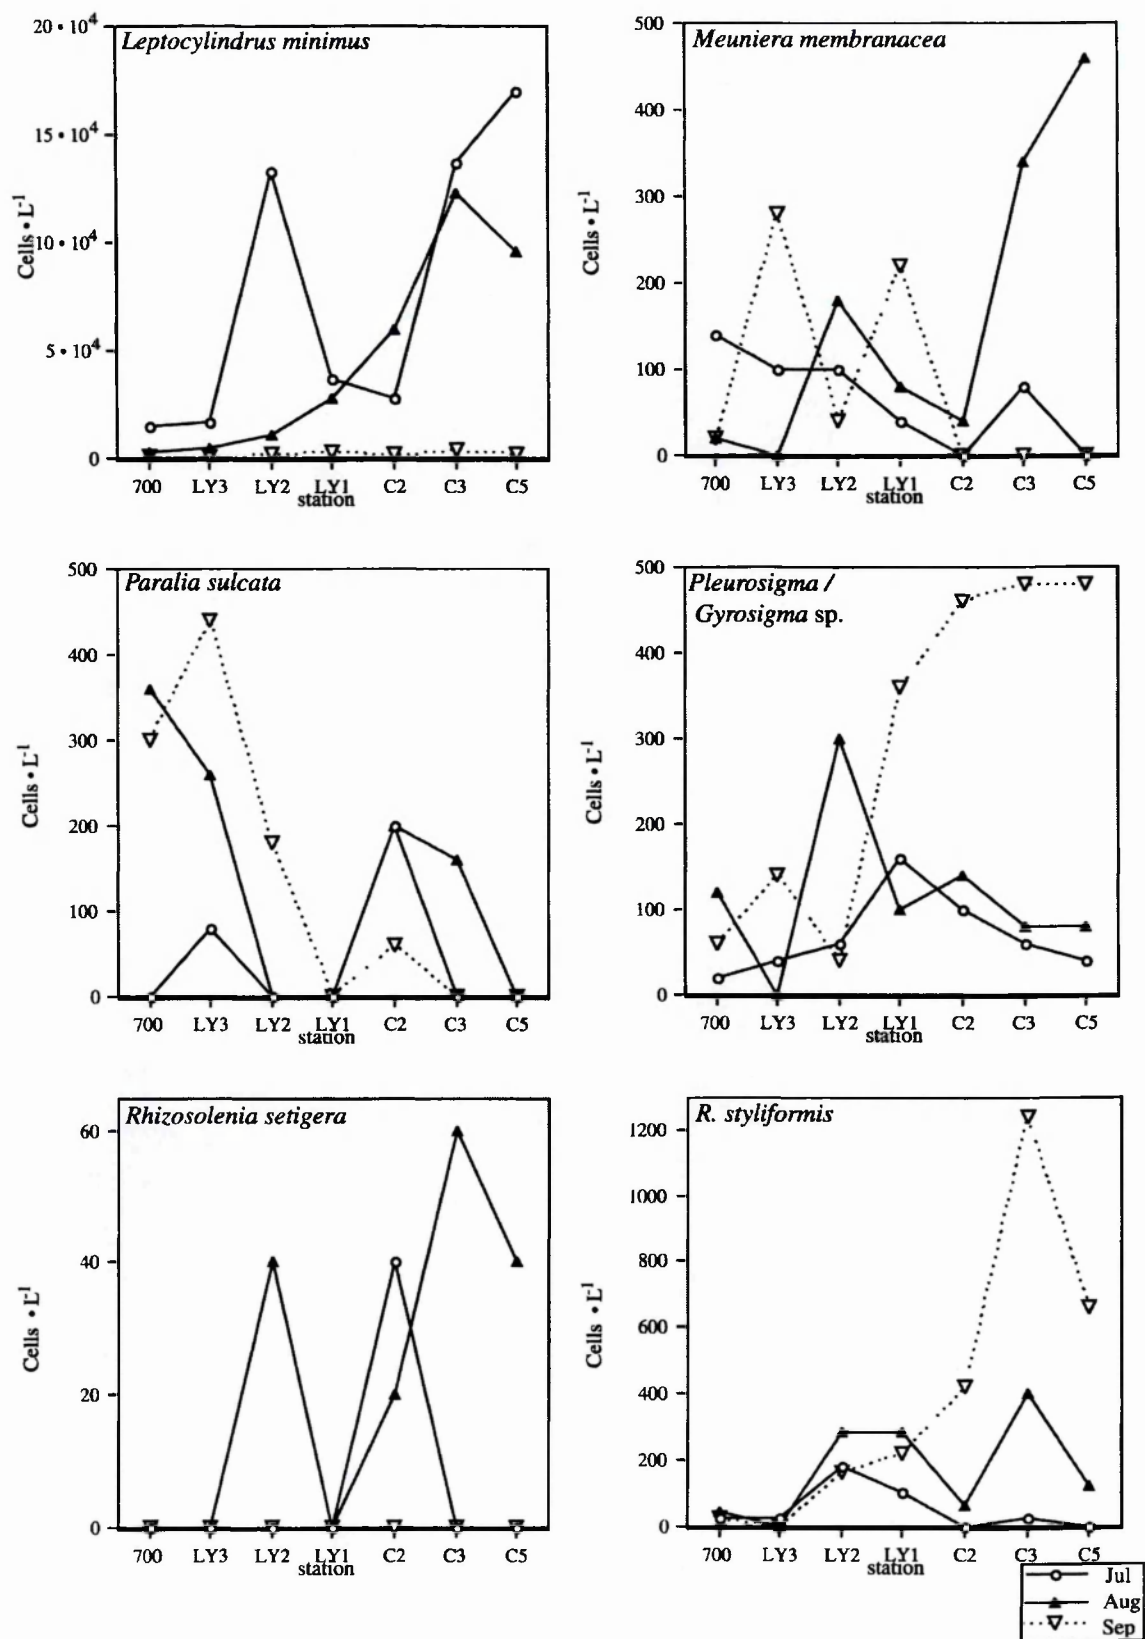 Leptocylindrus minimus
20 • 10⁴
15 • 10⁴
10 • 10⁴
5 • 10⁴
0
Cells • L⁻¹
700 LY3 LY2 LY1 C2 C3 C5
station
Meuniera membranacea
500
400
300
200
100
0
Cells • L⁻¹
700 LY3 LY2 LY1 C2 C3 C5
station
Paralia sulcata
500
400
300
200
100
0
Cells • L⁻¹
700 LY3 LY2 LY1 C2 C3 C5
station
Pleurosigma /
Gyrosigma sp.
500
400
300
200
100
0
Cells • L⁻¹
700 LY3 LY2 LY1 C2 C3 C5
station
Rhizosolenia setigera
60
40
20
0
Cells • L⁻¹
700 LY3 LY2 LY1 C2 C3 C5
station
R. styliformis
1200
1000
800
600
400
200
0
Cells • L⁻¹
700 LY3 LY2 LY1 C2 C3 C5
station
Jul
Aug
Sep